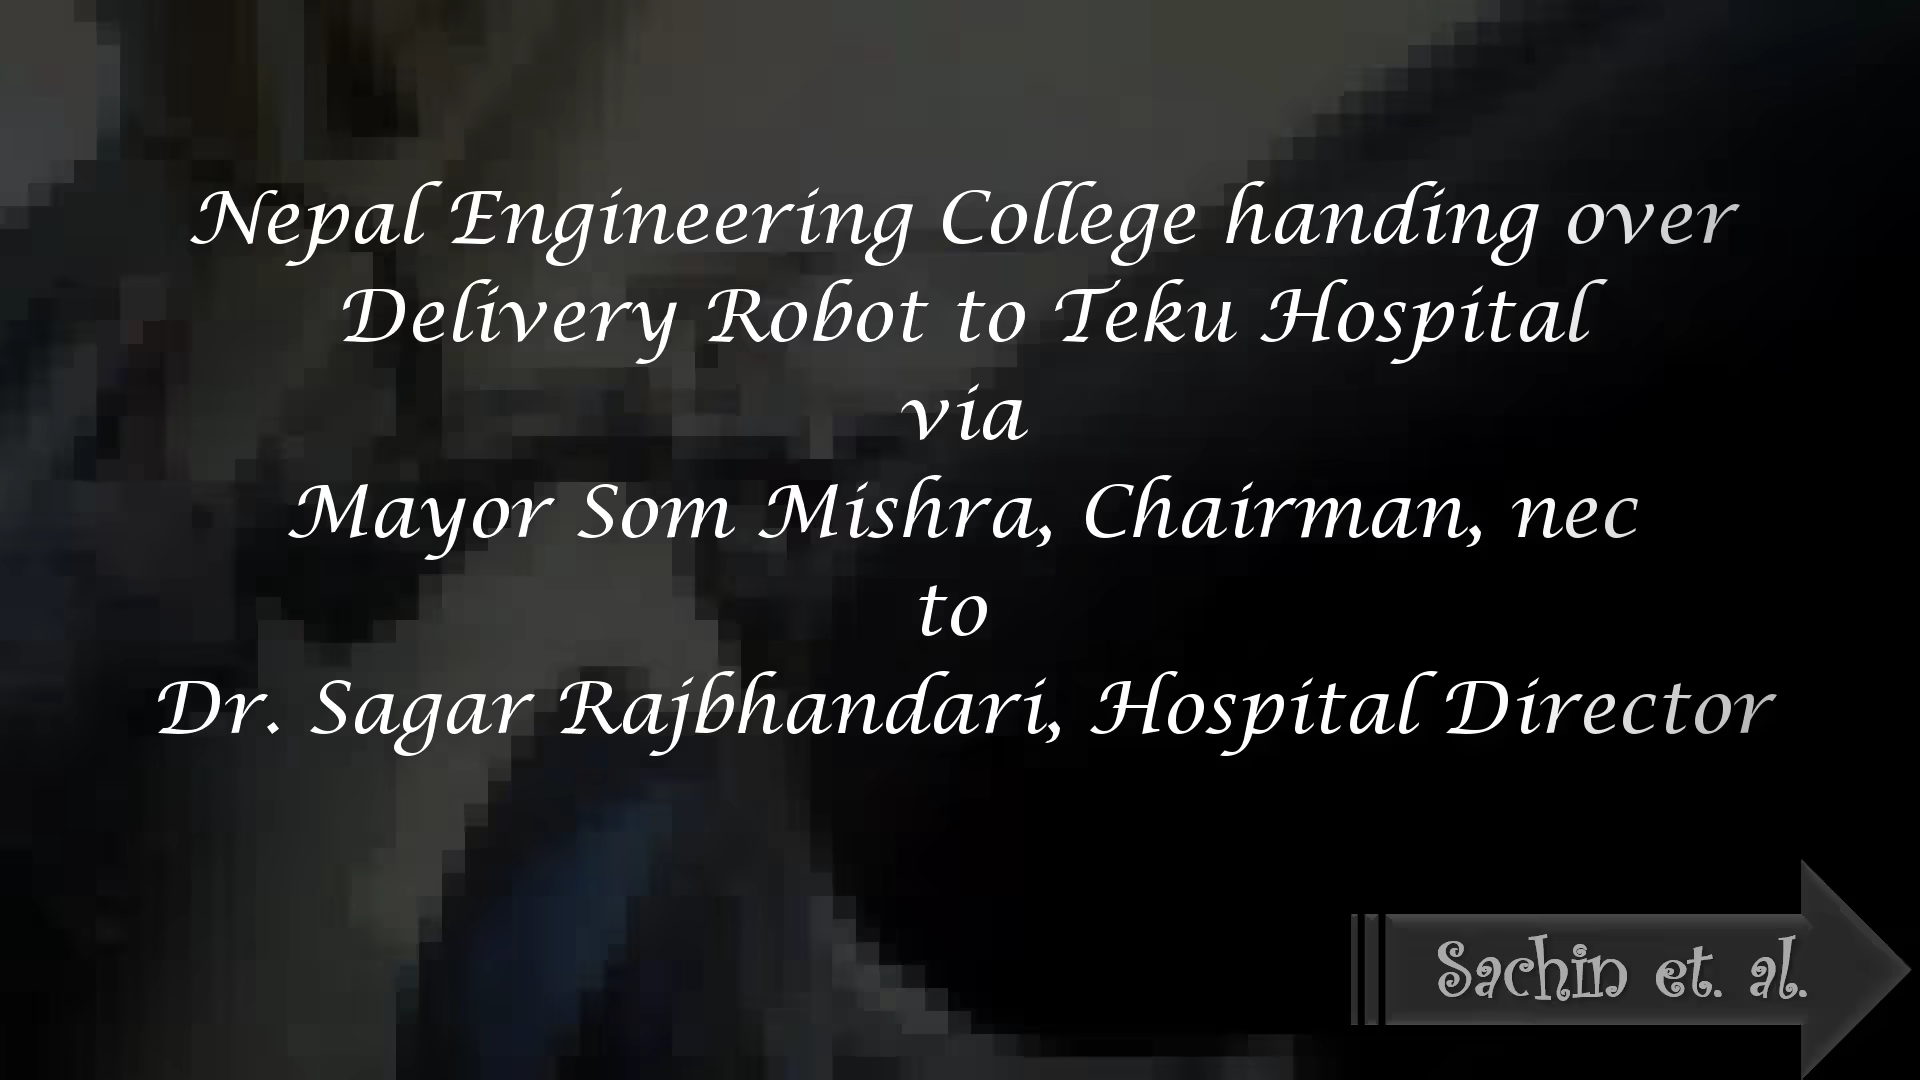 Nepal Engineering College handing over
Delivery Robot to Teku Hospital
via
Mayor Som Mishra, Chairman, nec
to
Dr. Sagar Rajbhandari, Hospital Director
Sachin et. al.